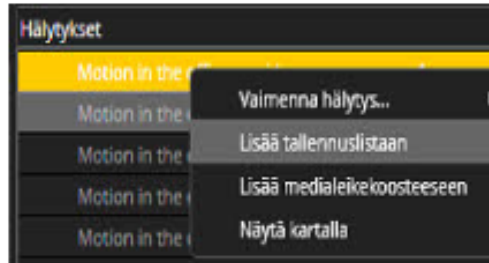 Hälytykset
Motion in the
Vaimenna hälytys...
Motion in the
Lisää tallennuslistaan
Motion in the
Lisää medialeikekoosteeseen
Motion in the
Näytä kartalla
Motion in the